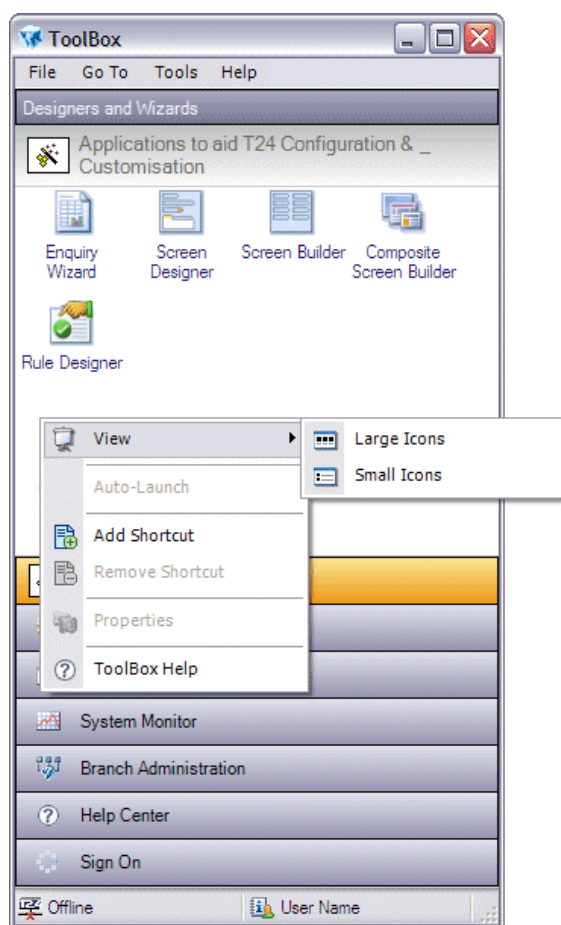 ToolBox
File Go To Tools Help
Designers and Wizards
Applications to aid T24 Configuration & _
Customisation
Enquiry
Wizard
Screen
Designer
Screen Builder
Composite
Screen Builder
Rule Designer
View
Large Icons
Small Icons
Auto-Launch
Add Shortcut
Remove Shortcut
Properties
ToolBox Help
System Monitor
Branch Administration
Help Center
Sign On
Offline User Name